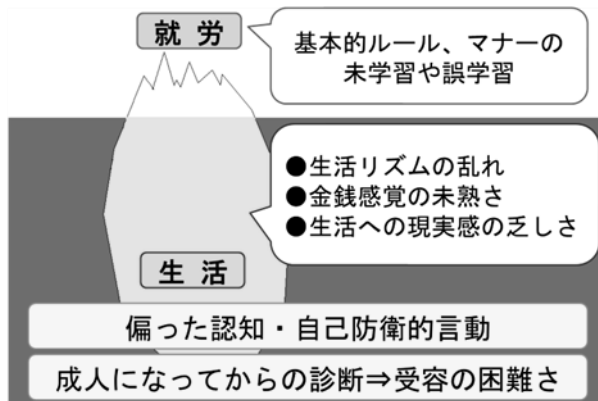 就 労
基本的ルール、マナーの
未学習や誤学習
●生活リズムの乱れ
●金銭感覚の未熟さ
●生活への現実感の乏しさ
生 活
偏った認知・自己防衛的言動
成人になってからの診断⇒受容の困難さ